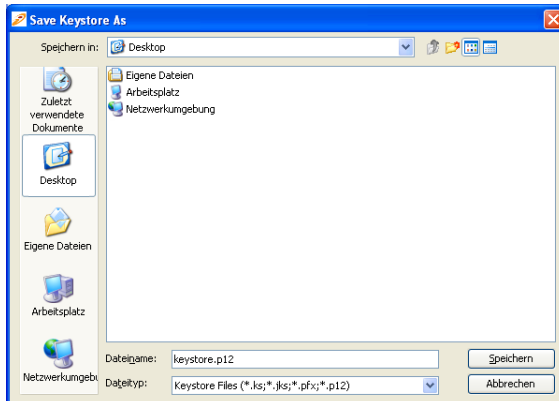 Save Keystore As
Speichern in:
Desktop
Zuletzt
verwendete
Dokumente
Desktop
Eigene Dateien
Arbeitsplatz
Eigene Dateien
Arbeitsplatz
Netzwerkumgebung
Dateiname:
keystore.p12
Speichern
Dateityp:
Keystore Files (*.ks;*.jks;*.pfx;*.p12)
Abbrechen